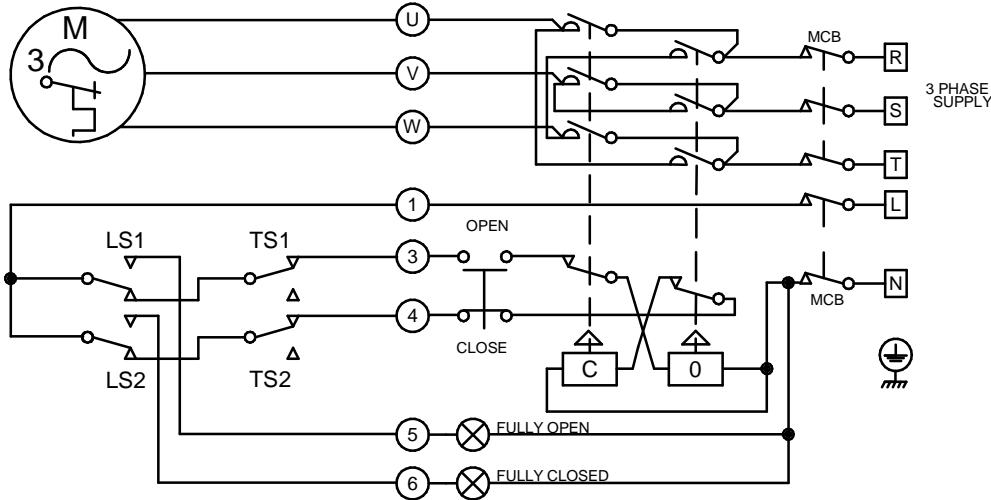 M
3
U
V
W
MCB
R
S
T
L
N
3 PHASE
SUPPLY
1
OPEN
LS1
TS1
3
4
CLOSE
LS2
TS2
C
0
MCB
5
FULLY OPEN
6
FULLY CLOSED